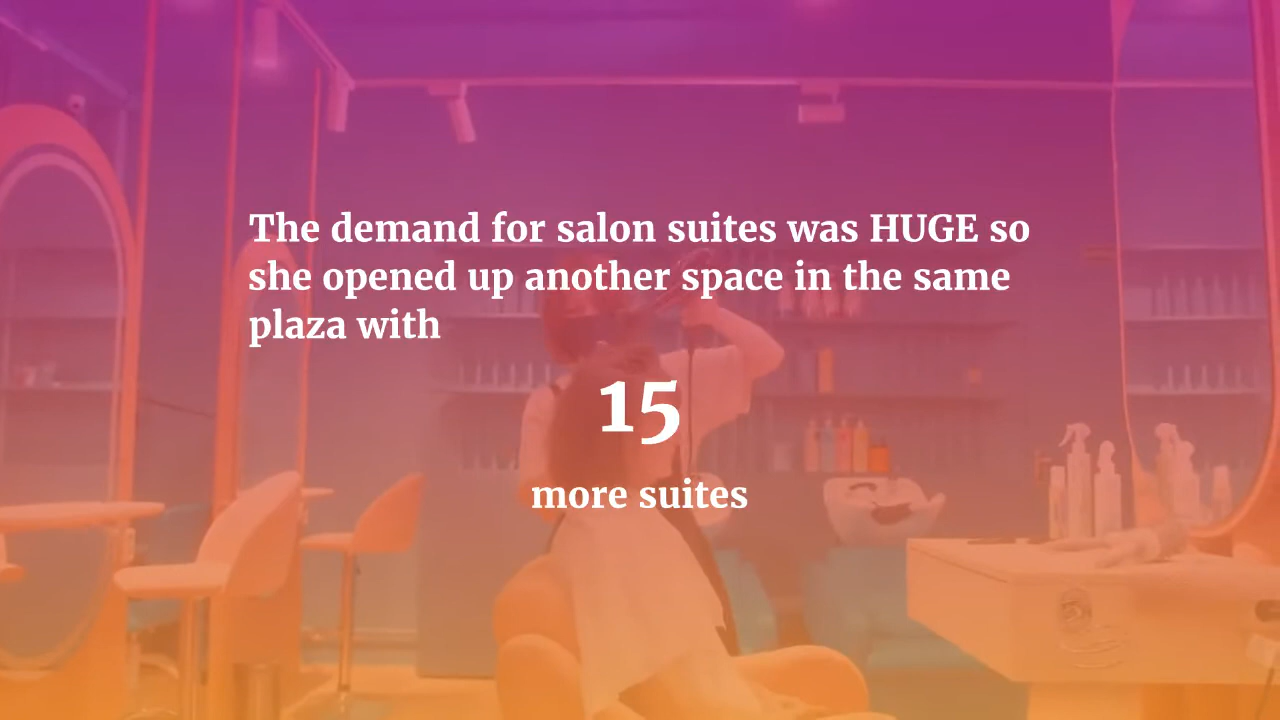 The demand for salon suites was HUGE so
she opened up another space in the same
plaza with
15
more suites